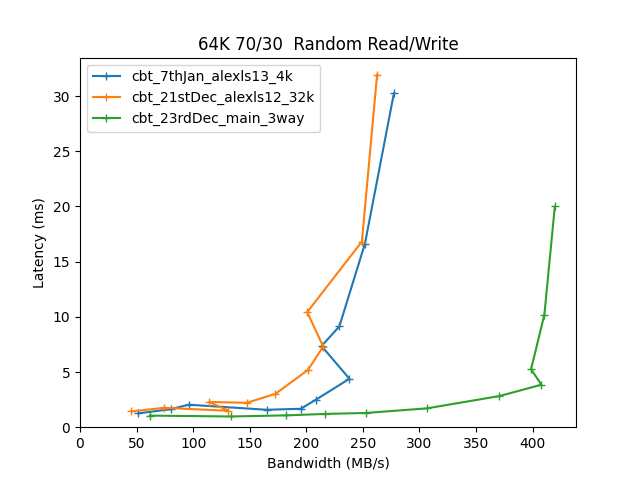 64K 70/30  Random Read/Write
cbt_7thJan_alexls13_4k
cbt_21stDec_alexls12_32k
cbt_23rdDec_main_3way
Latency (ms)
30
25
20
15
10
5
0
0 50 100 150 200 250 300 350 400
Bandwidth (MB/s)